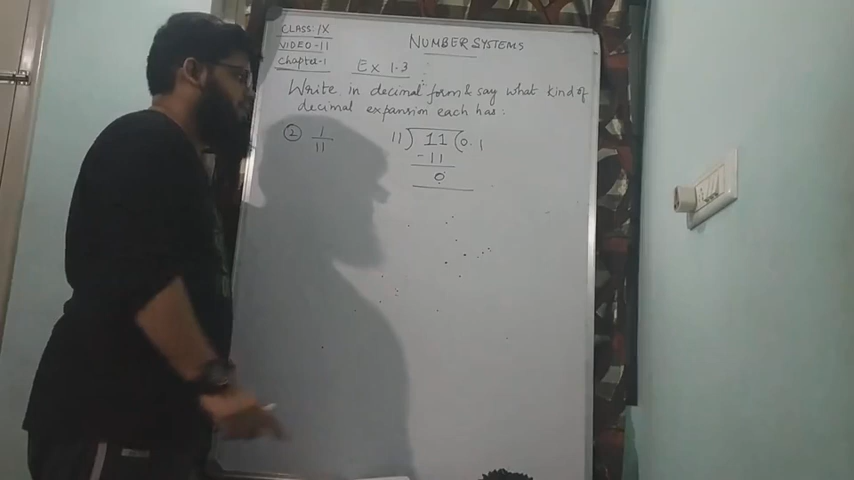 CLASS: IX
VIDEO-11
Chapter-1
NUMBER SYSTEMS
Ex 1.3
Write in decimal form & say what kind of
decimal expansion each has:
② 1/11
11) 11 (0.1
-11
0